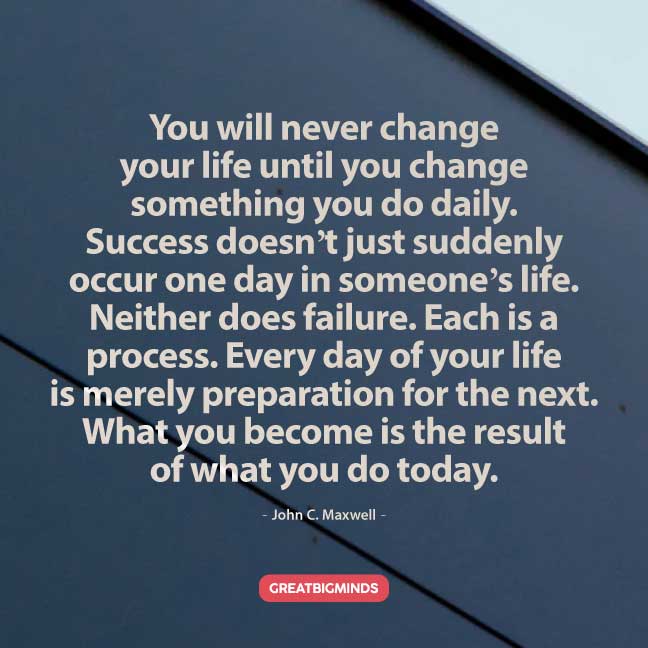 You will never change
your life until you change
something you do daily.
Success doesn’t just suddenly
occur one day in someone’s life.
Neither does failure. Each is a
process. Every day of your life
is merely preparation for the next.
What you become is the result
of what you do today.
- John C. Maxwell -
GREATBIGMINDS